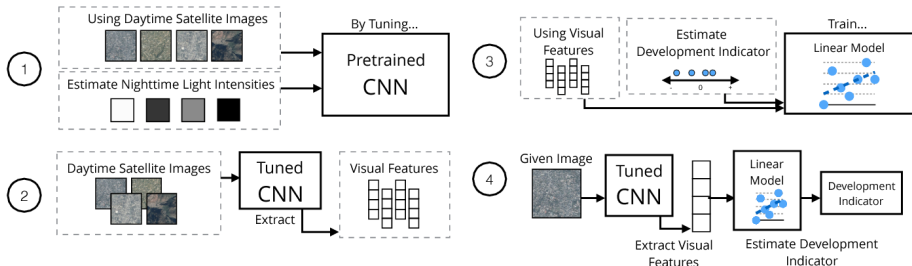 1
Using Daytime Satellite Images
Estimate Nighttime Light Intensities
By Tuning...
Pretrained
CNN
2
Daytime Satellite Images
Tuned
CNN
Extract
Visual Features
3
Using Visual
Features
Estimate
Development Indicator
- 0 +
Train...
Linear Model
4
Given Image
Tuned
CNN
Extract Visual
Features
Linear
Model
Estimate Development
Indicator
Development
Indicator